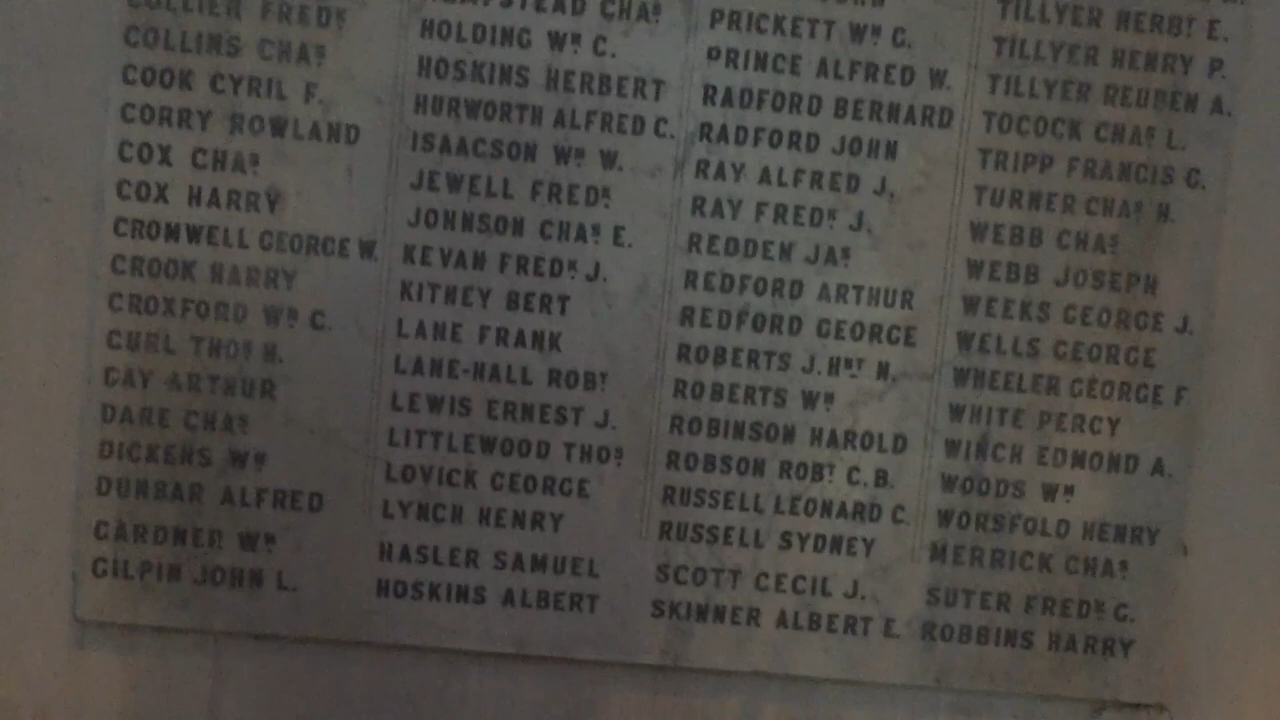 COLLIER FREDK
COLLINS CHAS
COOK CYRIL F.
CORRY ROWLAND
COX CHAS
COX HARRY
CROMWELL GEORGE W.
CROOK HARRY
CROXFORD WM C.
CURL THOS H.
DAY ARTHUR
DARE CHAS
DICKENS WM
DUNBAR ALFRED
GARDNER WM
GILPIN JOHN L.
CHAS
HOLDING WM C.
HOSKINS HERBERT
HURWORTH ALFRED C.
ISAACSON WM W.
JEWELL FREDK
JOHNSON CHAS E.
KEVAN FREDK J.
KITNEY BERT
LANE FRANK
LANE-HALL ROBT
LEWIS ERNEST J.
LITTLEWOOD THOS
LOVICK GEORGE
LYNCH HENRY
HASLER SAMUEL
HOSKINS ALBERT
PRICKETT WM G.
PRINCE ALFRED W.
RADFORD BERNARD
RADFORD JOHN
RAY ALFRED J.
RAY FREDK J.
REDDEN JAS
REDFORD ARTHUR
REDFORD GEORGE
ROBERTS J. HBT N.
ROBERTS WM
ROBINSON HAROLD
ROBSON ROBT C.B.
RUSSELL LEONARD C.
RUSSELL SYDNEY
SCOTT CECIL J.
SKINNER ALBERT E.
TILLYER HERBT E.
TILLYER HENRY P.
TILLYER REUBEN A.
TOCOCK CHAS L.
TRIPP FRANCIS G.
TURNER CHAS H.
WEBB CHAS
WEBB JOSEPH
WEEKS GEORGE J.
WELLS GEORGE
WHEELER GEORGE F.
WHITE PERCY
WINCH EDMOND A.
WOODS WM
WORSFOLD HENRY
MERRICK CHAS
SUTER FREDK G.
ROBBINS HARRY